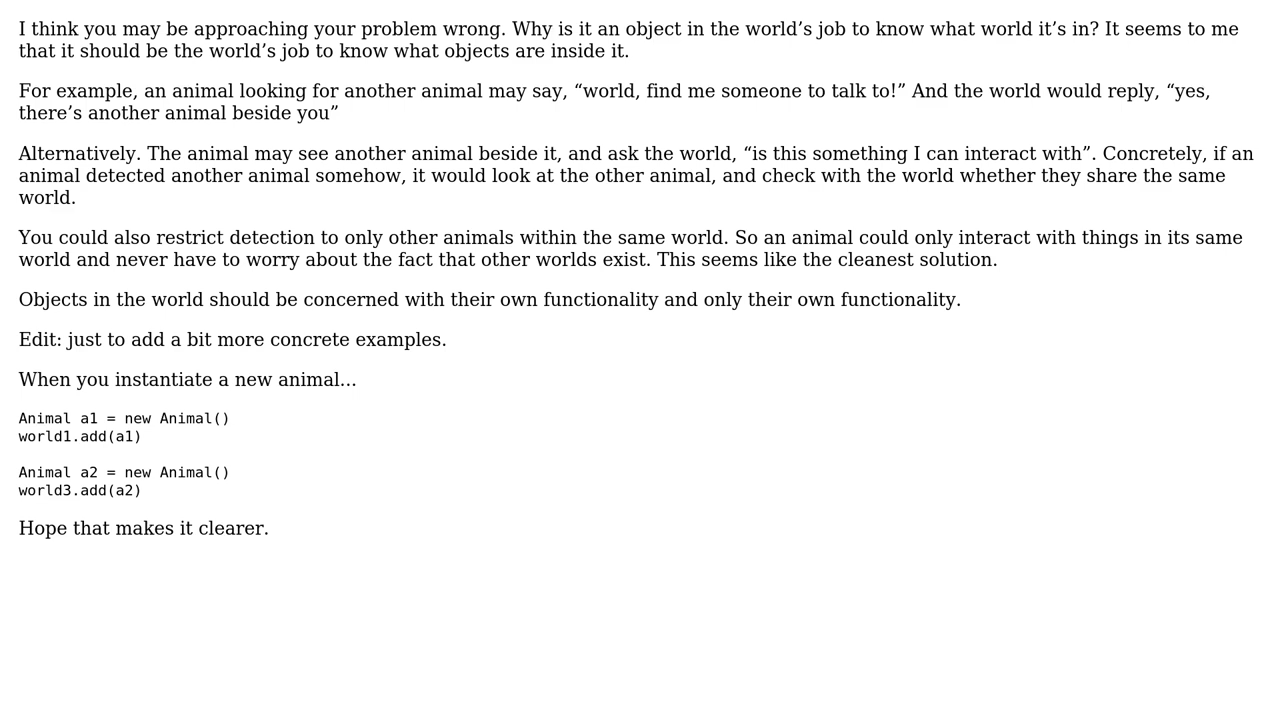 I think you may be approaching your problem wrong. Why is it an object in the world’s job to know what world it’s in? It seems to me
that it should be the world’s job to know what objects are inside it.
For example, an animal looking for another animal may say, “world, find me someone to talk to!” And the world would reply, “yes,
there’s another animal beside you”
Alternatively. The animal may see another animal beside it, and ask the world, “is this something I can interact with”. Concretely, if an
animal detected another animal somehow, it would look at the other animal, and check with the world whether they share the same
world.
You could also restrict detection to only other animals within the same world. So an animal could only interact with things in its same
world and never have to worry about the fact that other worlds exist. This seems like the cleanest solution.
Objects in the world should be concerned with their own functionality and only their own functionality.
Edit: just to add a bit more concrete examples.
When you instantiate a new animal…
Animal a1 = new Animal()
world1.add(a1)
Animal a2 = new Animal()
world3.add(a2)
Hope that makes it clearer.